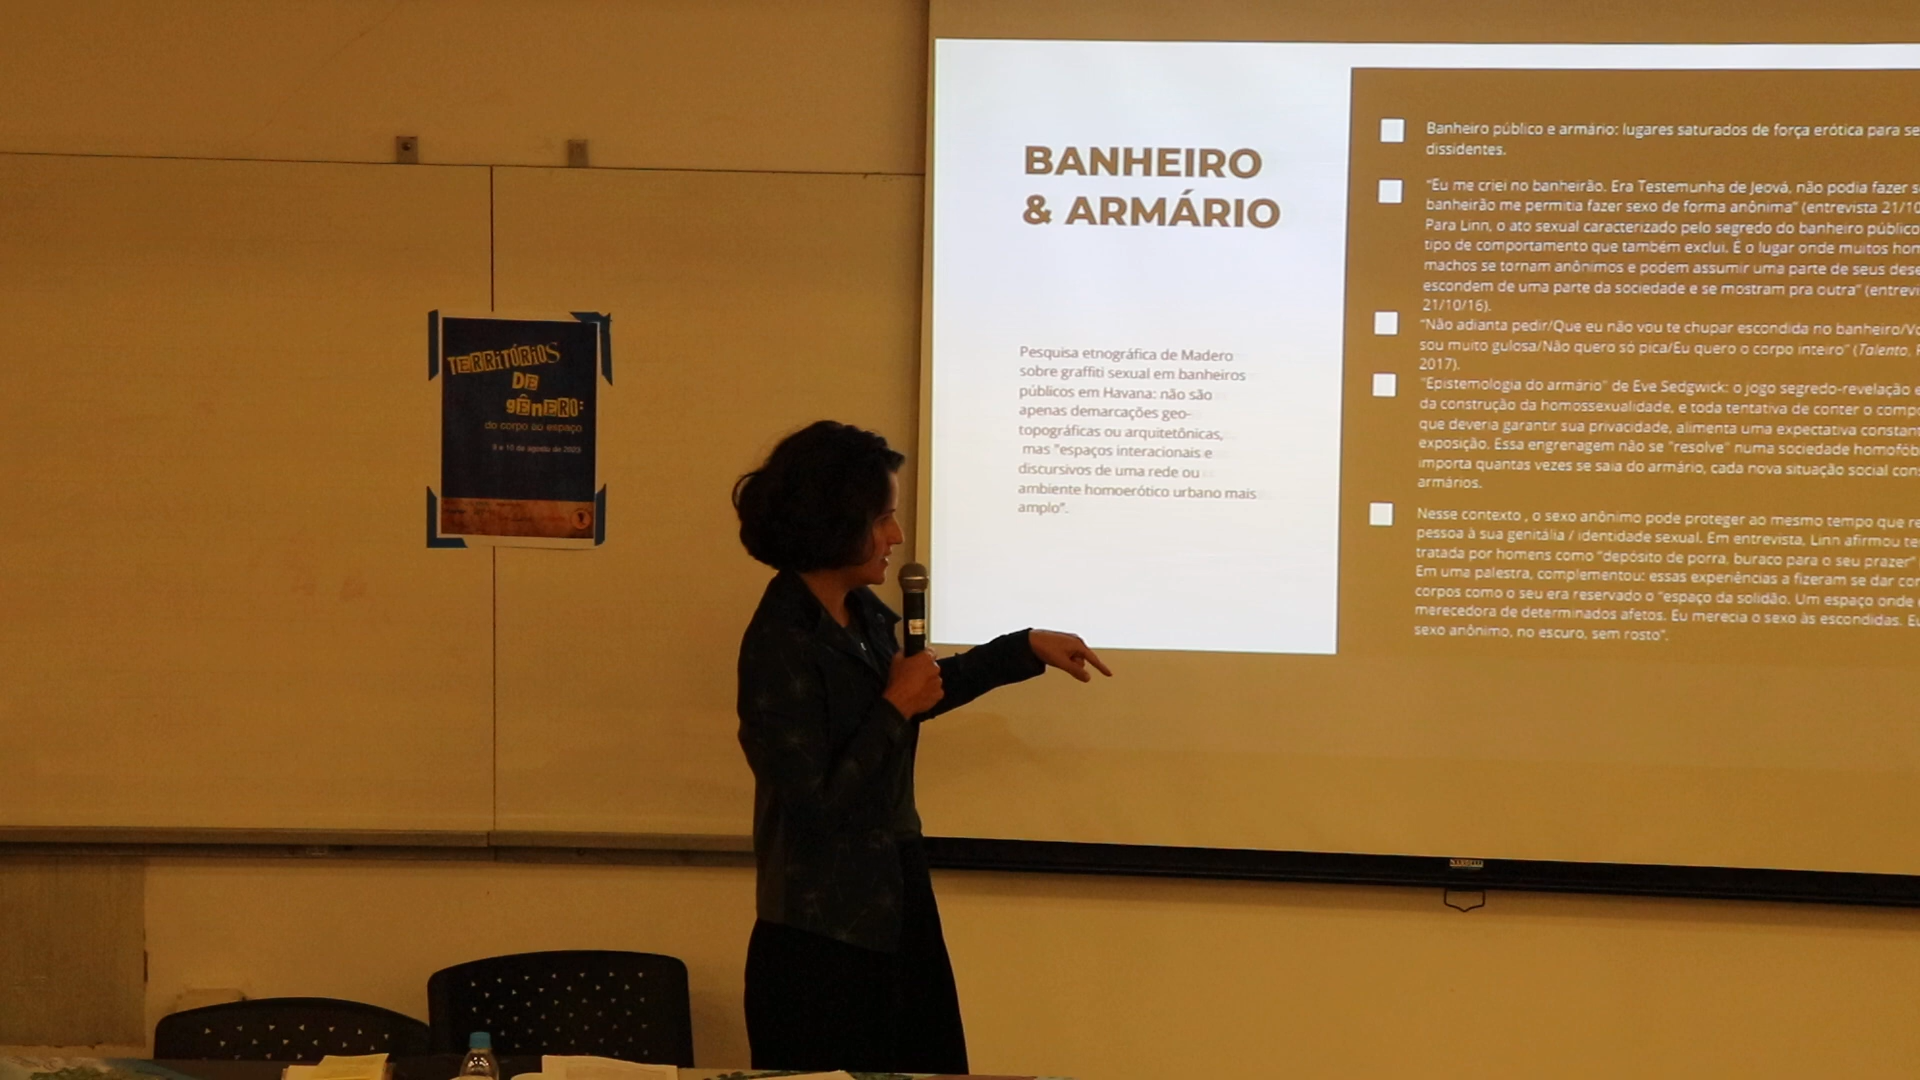 TERRITÓRIOS
DE
gÊnERO:
do corpo ao espaço
9 e 10 de agosto de 2023
BANHEIRO
& ARMÁRIO
Pesquisa etnográfica de Madero
sobre graffiti sexual em banheiros
públicos em Havana: não são
apenas demarcações geo-
topográficas ou arquitetônicas,
mas "espaços interacionais e
discursivos de uma rede ou
ambiente homoerótico urbano mais
amplo".
Banheiro público e armário: lugares saturados de força erótica para
dissidentes.
"Eu me criei no banheirão. Era Testemunha de Jeová, não podia fazer
banheirão me permitia fazer sexo de forma anônima" (entrevista 21/10
Para Linn, o ato sexual caracterizado pelo segredo do banheiro público
tipo de comportamento que também exclui. É o lugar onde muitos
machos se tornam anônimos e podem assumir uma parte de seus
escondem de uma parte da sociedade e se mostram pra outra"
21/10/16).
"Não adianta pedir/Que eu não vou te chupar escondida no banheiro/
sou muito gulosa/Não quero só pica/Eu quero o corpo inteiro" (Talento,
2017).
"Epistemologia do armário" de Eve Sedgwick: o jogo segredo-revelação
da construção da homossexualidade, e toda tentativa de conter o
que deveria garantir sua privacidade, alimenta uma expectativa
exposição. Essa engrenagem não se "resolve" numa sociedade
importa quantas vezes se saia do armário, cada nova situação social
armários.
Nesse contexto , o sexo anônimo pode proteger ao mesmo tempo que
pessoa à sua genitália / identidade sexual. Em entrevista, Linn afirmou
tratada por homens como "depósito de porra, buraco para o seu prazer"
Em uma palestra, complementou: essas experiências a fizeram se dar
corpos como o seu era reservado o "espaço da solidão. Um espaço onde
merecedora de determinados afetos. Eu merecia o sexo às escondidas.
sexo anônimo, no escuro, sem rosto".